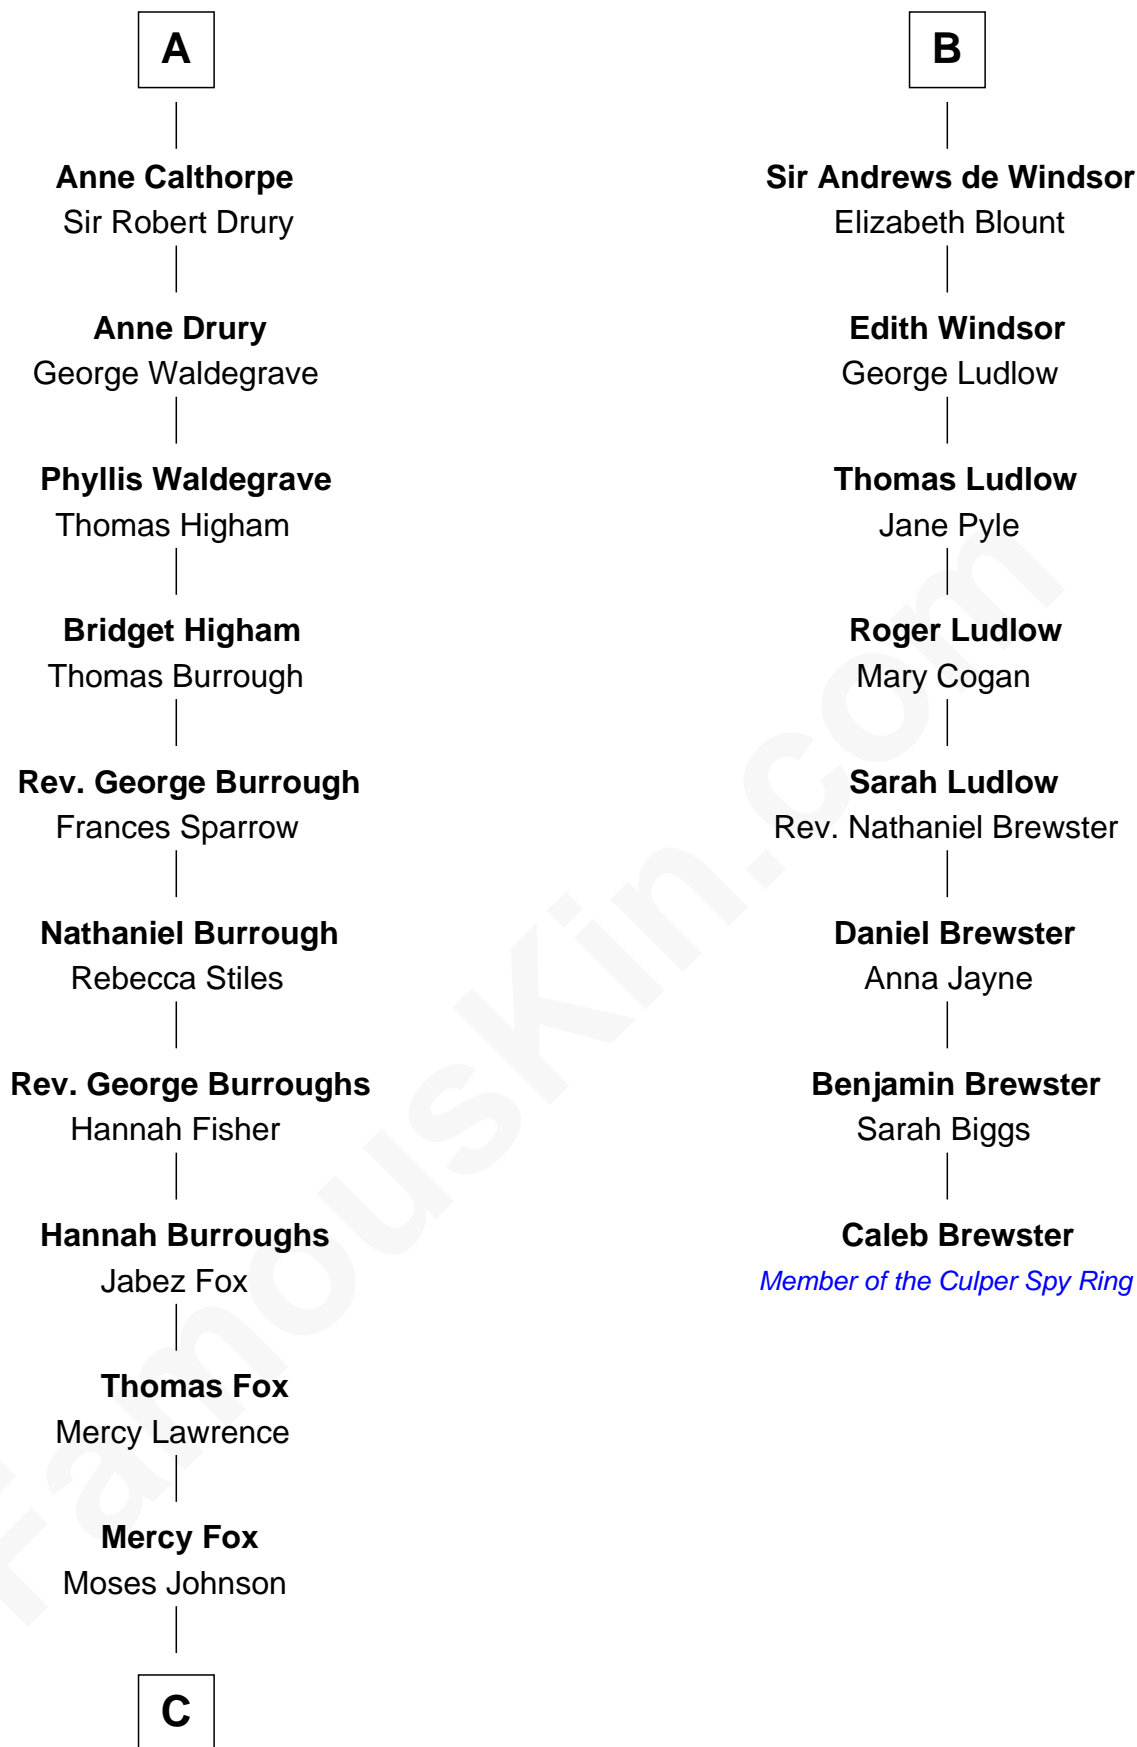 A
Anne Calthorpe
Sir Robert Drury
Anne Drury
George Waldegrave
Phyllis Waldegrave
Thomas Higham
Bridget Higham
Thomas Burrough
Rev. George Burrough
Frances Sparrow
Nathaniel Burrough
Rebecca Stiles
Rev. George Burroughs
Hannah Fisher
Hannah Burroughs
Jabez Fox
Thomas Fox
Mercy Lawrence
Mercy Fox
Moses Johnson
C
B
Sir Andrews de Windsor
Elizabeth Blount
Edith Windsor
George Ludlow
Thomas Ludlow
Jane Pyle
Roger Ludlow
Mary Cogan
Sarah Ludlow
Rev. Nathaniel Brewster
Daniel Brewster
Anna Jayne
Benjamin Brewster
Sarah Biggs
Caleb Brewster
Member of the Culper Spy Ring
FamousKin.com